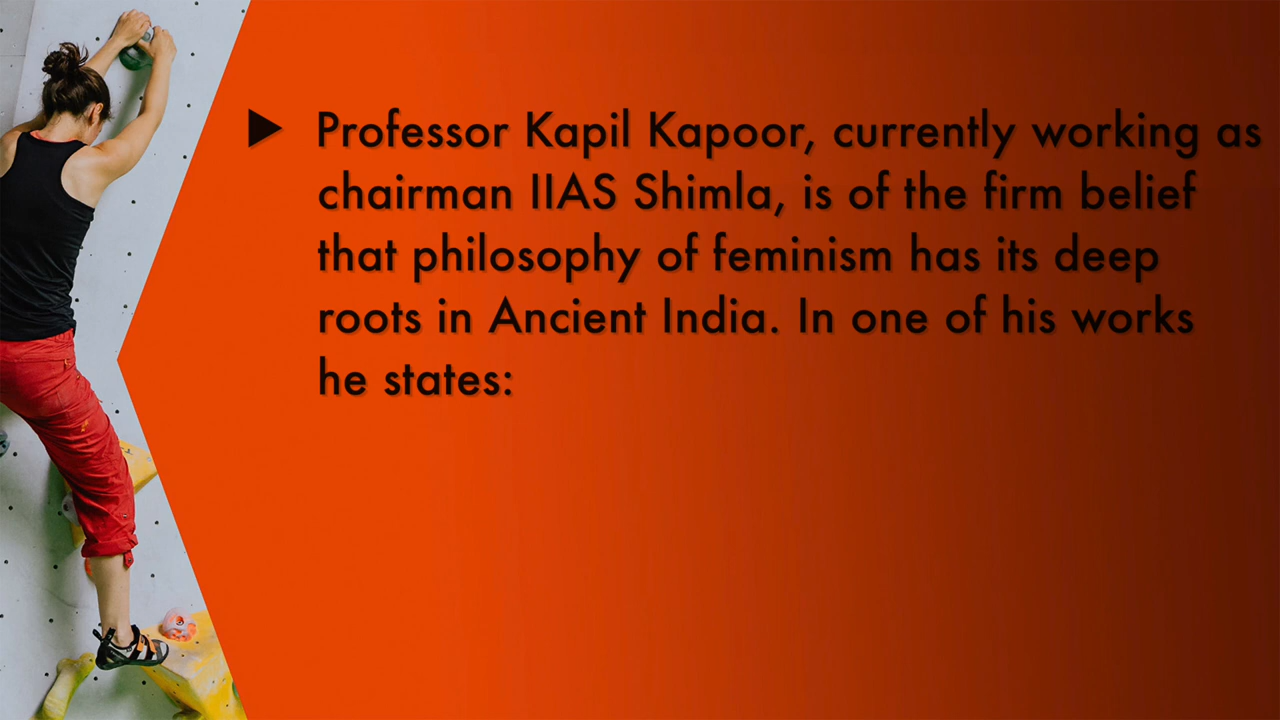 Professor Kapil Kapoor, currently working as
chairman IIAS Shimla, is of the firm belief
that philosophy of feminism has its deep
roots in Ancient India. In one of his works
he states: